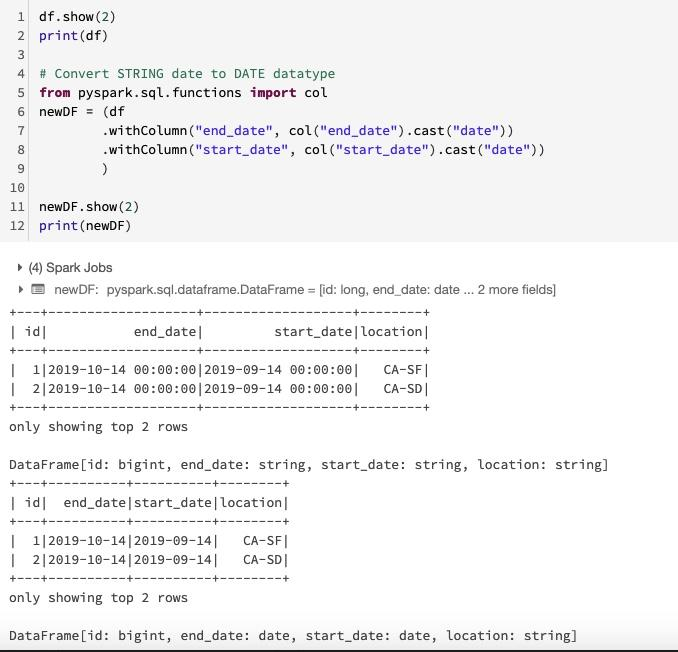 1 df.show(2)
2 print(df)
3
4 # Convert STRING date to DATE datatype
5 from pyspark.sql.functions import col
6 newDF = (df
7         .withColumn("end_date", col("end_date").cast("date"))
8         .withColumn("start_date", col("start_date").cast("date"))
9         )
10
11 newDF.show(2)
12 print(newDF)
(4) Spark Jobs
newDF: pyspark.sql.dataframe.DataFrame = [id: long, end_date: date ... 2 more fields]
+---+-------------------+-------------------+--------+
| id|           end_date|         start_date|location|
+---+-------------------+-------------------+--------+
|  1|2019-10-14 00:00:00|2019-09-14 00:00:00|   CA-SF|
|  2|2019-10-14 00:00:00|2019-09-14 00:00:00|   CA-SD|
+---+-------------------+-------------------+--------+
only showing top 2 rows
DataFrame[id: bigint, end_date: string, start_date: string, location: string]
+---+----------+----------+--------+
| id|  end_date|start_date|location|
+---+----------+----------+--------+
|  1|2019-10-14|2019-09-14|   CA-SF|
|  2|2019-10-14|2019-09-14|   CA-SD|
+---+----------+----------+--------+
only showing top 2 rows
DataFrame[id: bigint, end_date: date, start_date: date, location: string]